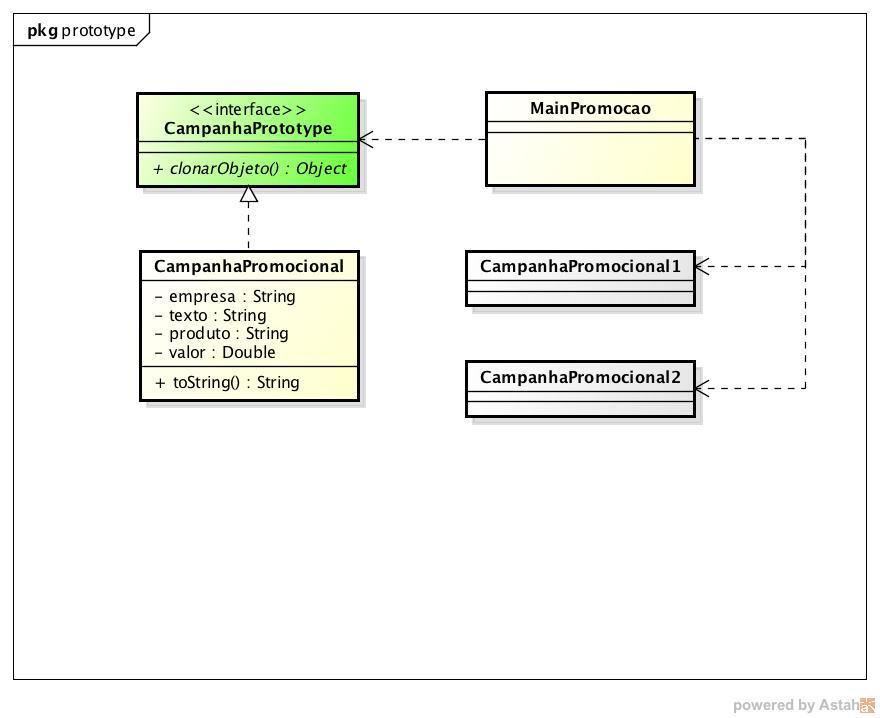 pkg prototype
<<interface>>
CampanhaPrototype
+ clonarObjeto() : Object
MainPromocao
CampanhaPromocional
- empresa : String
- texto : String
- produto : String
- valor : Double
+ toString() : String
CampanhaPromocional1
CampanhaPromocional2
powered by Astah